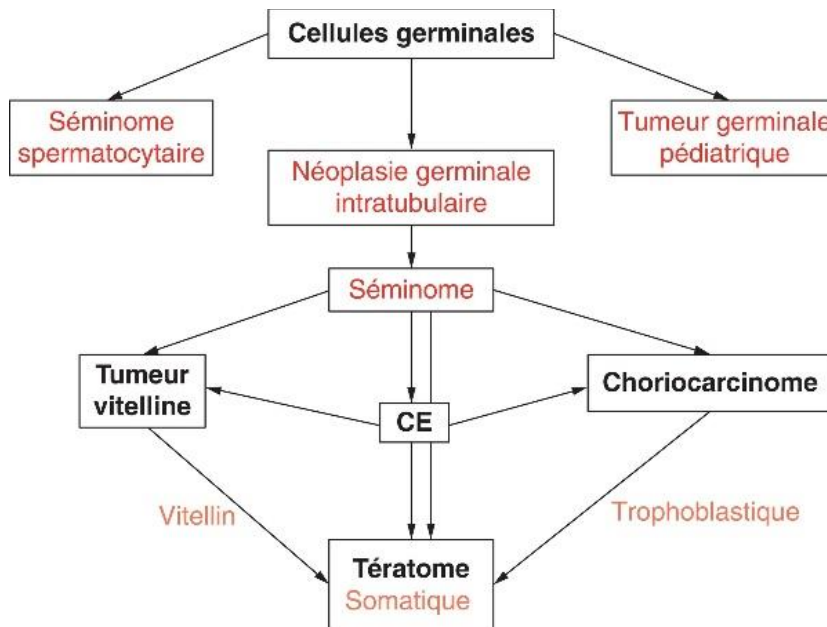 Cellules germinales
Séminome
spermatocytaire
Tumeur germinale
pédiatrique
Néoplasie germinale
intratubulaire
Séminome
Tumeur
vitelline
Choriocarcinome
CE
Vitellin
Trophoblastique
Tératome
Somatique